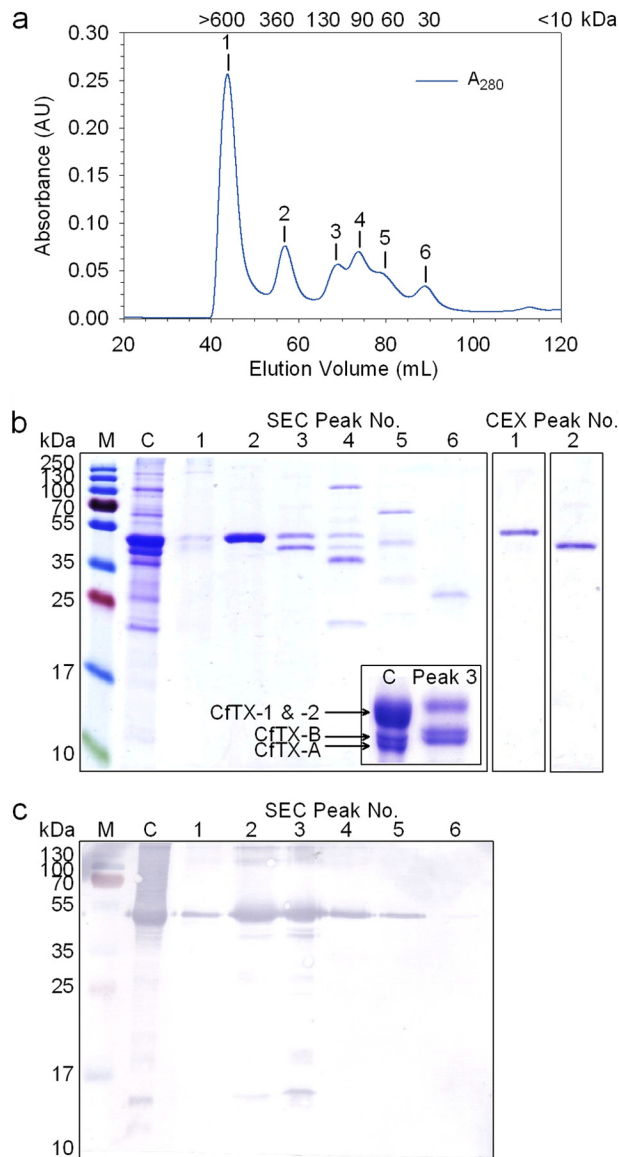 a
>600 360 130 90 60 30 <10 kDa
0.30
0.25
0.20
0.15
0.10
0.05
0.00
Absorbance (AU)
1
2
3
4
5
6
A280
20 40 60 80 100 120
Elution Volume (mL)
b
SEC Peak No. CEX Peak No.
kDa M C 1 2 3 4 5 6 1 2
250
130
100
70
55
35
25
17
10
C Peak 3
CfTX-1 & -2
CfTX-B
CfTX-A
c
SEC Peak No.
kDa M C 1 2 3 4 5 6
130
100
70
55
35
25
17
10